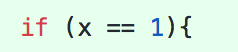 if (x == 1){